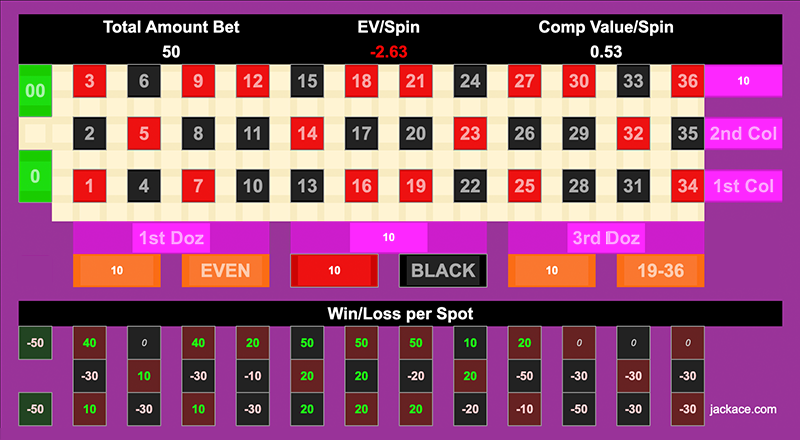 Total Amount Bet EV/Spin Comp Value/Spin
50 -2.63 0.53
00 3 6 9 12 15 18 21 24 27 30 33 36 10
2 5 8 11 14 17 20 23 26 29 32 35 2nd Col
0 1 4 7 10 13 16 19 22 25 28 31 34 1st Col
1st Doz 10 3rd Doz
10 EVEN 10 BLACK 10 19-36
Win/Loss per Spot
-50 40 0 40 20 50 50 50 10 20 0 0 0
-30 10 -30 -10 20 20 -20 20 -50 -30 -30 -30
-50 10 -30 10 -30 20 20 20 -20 -10 -50 -30 -30 jackace.com